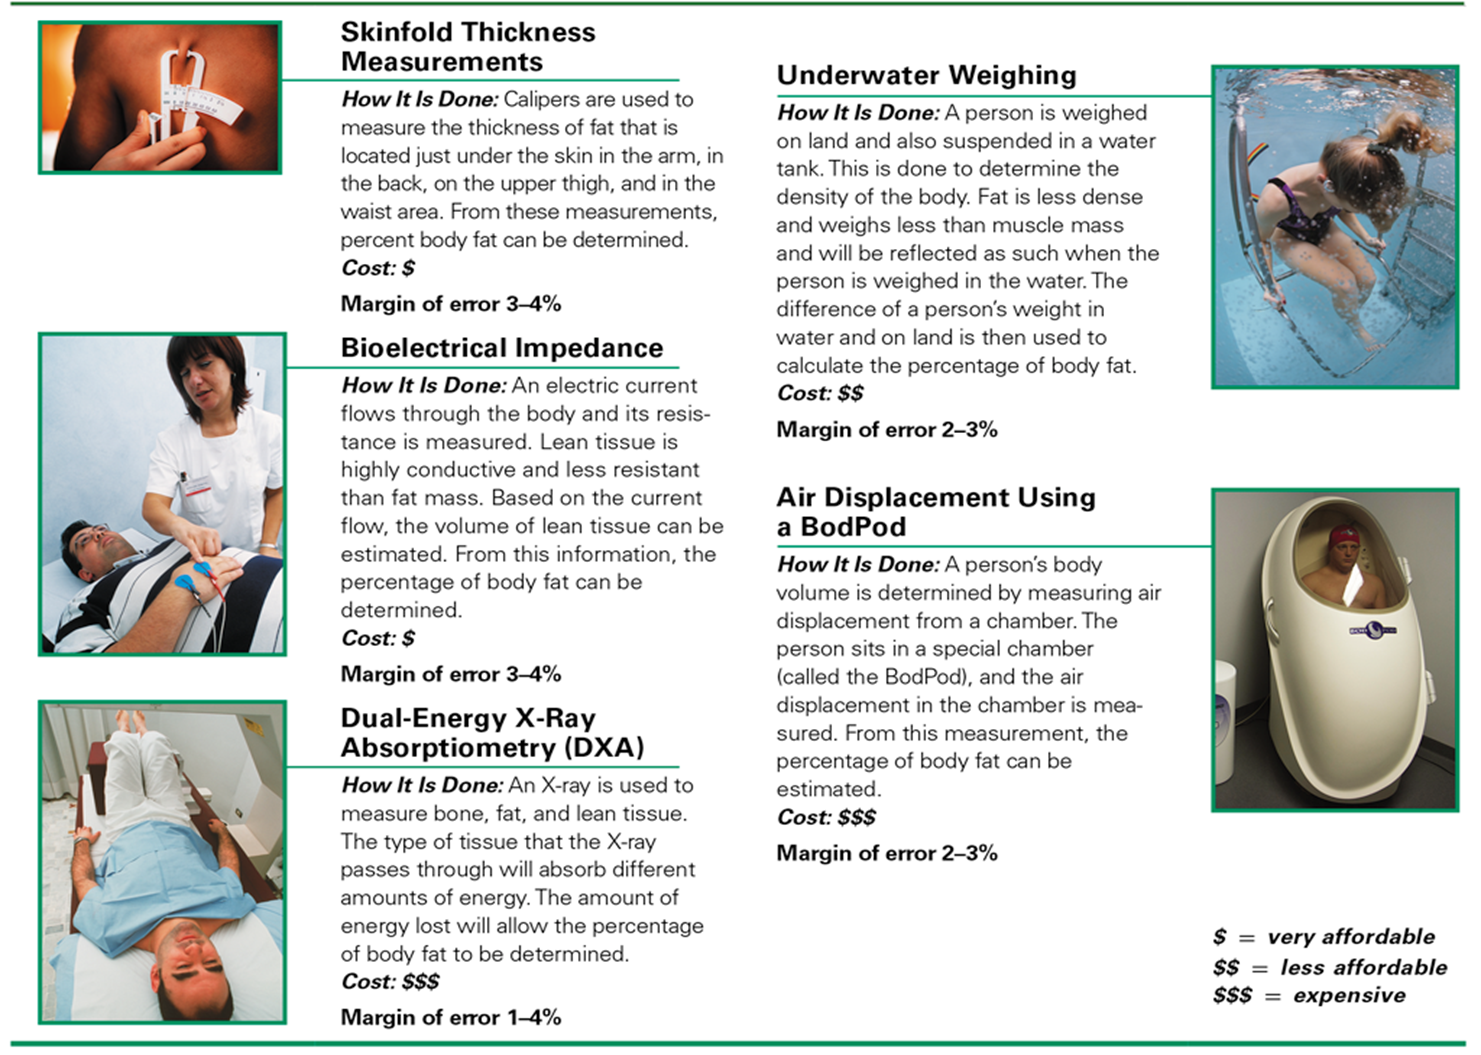 Skinfold Thickness
Measurements
How It Is Done: Calipers are used to
measure the thickness of fat that is
located just under the skin in the arm, in
the back, on the upper thigh, and in the
waist area. From these measurements,
percent body fat can be determined.
Cost: $
Margin of error 3–4%
Bioelectrical Impedance
How It Is Done: An electric current
flows through the body and its resis-
tance is measured. Lean tissue is
highly conductive and less resistant
than fat mass. Based on the current
flow, the volume of lean tissue can be
estimated. From this information, the
percentage of body fat can be
determined.
Cost: $
Margin of error 3–4%
Dual-Energy X-Ray
Absorptiometry (DXA)
How It Is Done: An X-ray is used to
measure bone, fat, and lean tissue.
The type of tissue that the X-ray
passes through will absorb different
amounts of energy. The amount of
energy lost will allow the percentage
of body fat to be determined.
Cost: $$$
Margin of error 1–4%
Underwater Weighing
How It Is Done: A person is weighed
on land and also suspended in a water
tank. This is done to determine the
density of the body. Fat is less dense
and weighs less than muscle mass
and will be reflected as such when the
person is weighed in the water. The
difference of a person's weight in
water and on land is then used to
calculate the percentage of body fat.
Cost: $$
Margin of error 2–3%
Air Displacement Using
a BodPod
How It Is Done: A person's body
volume is determined by measuring air
displacement from a chamber. The
person sits in a special chamber
(called the BodPod), and the air
displacement in the chamber is mea-
sured. From this measurement, the
percentage of body fat can be
estimated.
Cost: $$$
Margin of error 2–3%
$ = very affordable
$$ = less affordable
$$$ = expensive